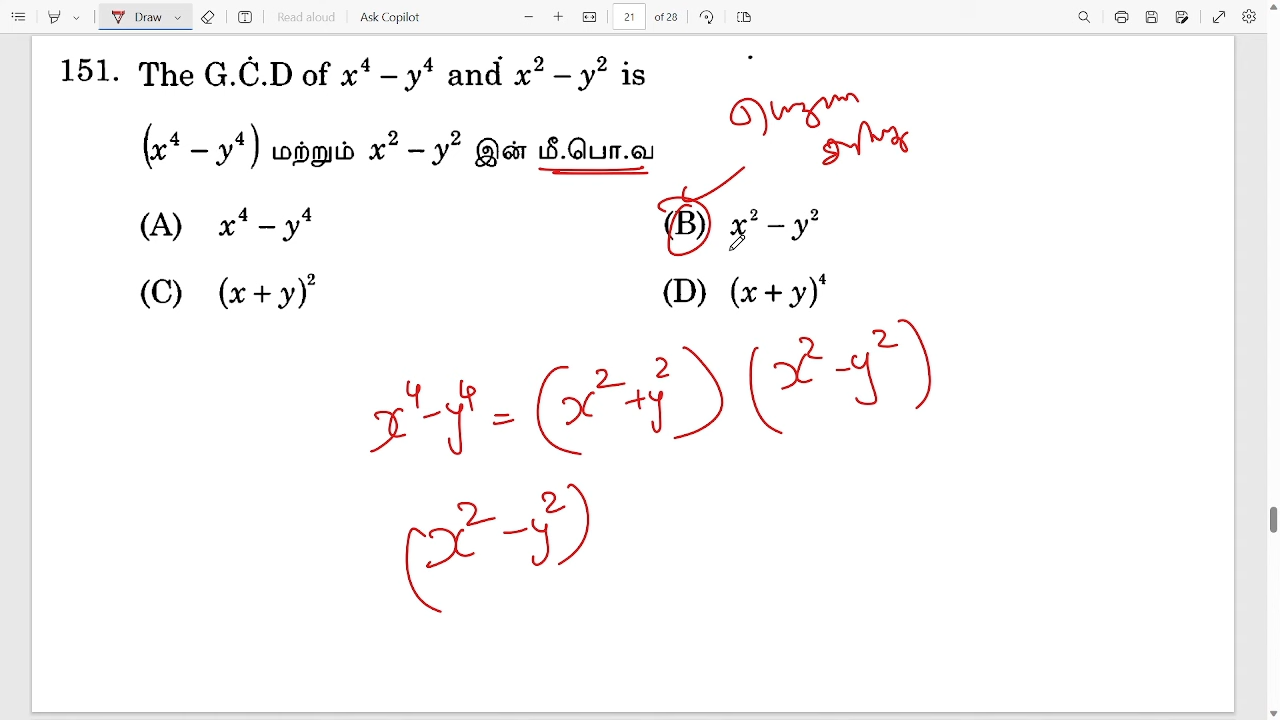 Draw Read aloud Ask Copilot 21 of 28
151. The G.C.D of x⁴ – y⁴ and x² – y² is
(x⁴ – y⁴) மற்றும் x² – y² இன் மீ.பொ.வ
(A) x⁴ – y⁴ (B) x² – y²
(C) (x + y)² (D) (x + y)⁴
x⁴ – y⁴ = (x² + y²) (x² – y²)
(x² – y²)